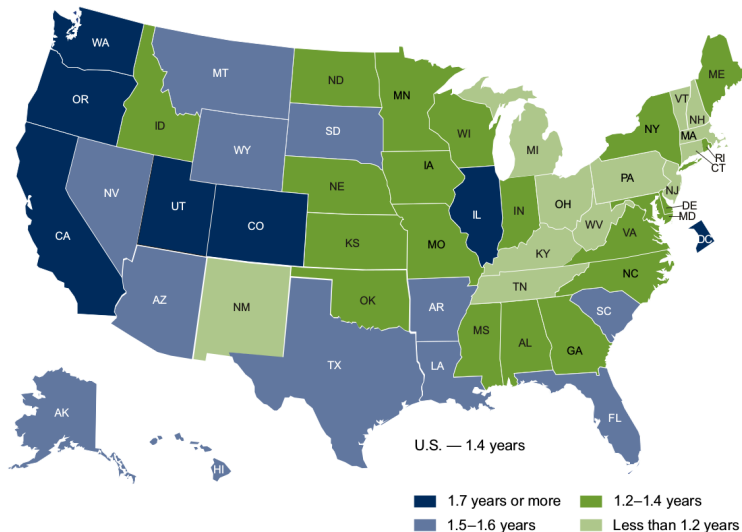 WA
MT
ND
MN
ME
OR
ID
SD
WI
VT
NH
NY
MA
WY
MI
RI
CT
IA
PA
NE
NJ
NV
UT
CO
IL
IN
OH
DE
MD
WV
VA
DC
CA
KS
MO
KY
NC
TN
AZ
NM
OK
AR
SC
MS
AL
GA
TX
LA
AK
FL
HI
U.S. — 1.4 years
1.7 years or more
1.2–1.4 years
1.5–1.6 years
Less than 1.2 years